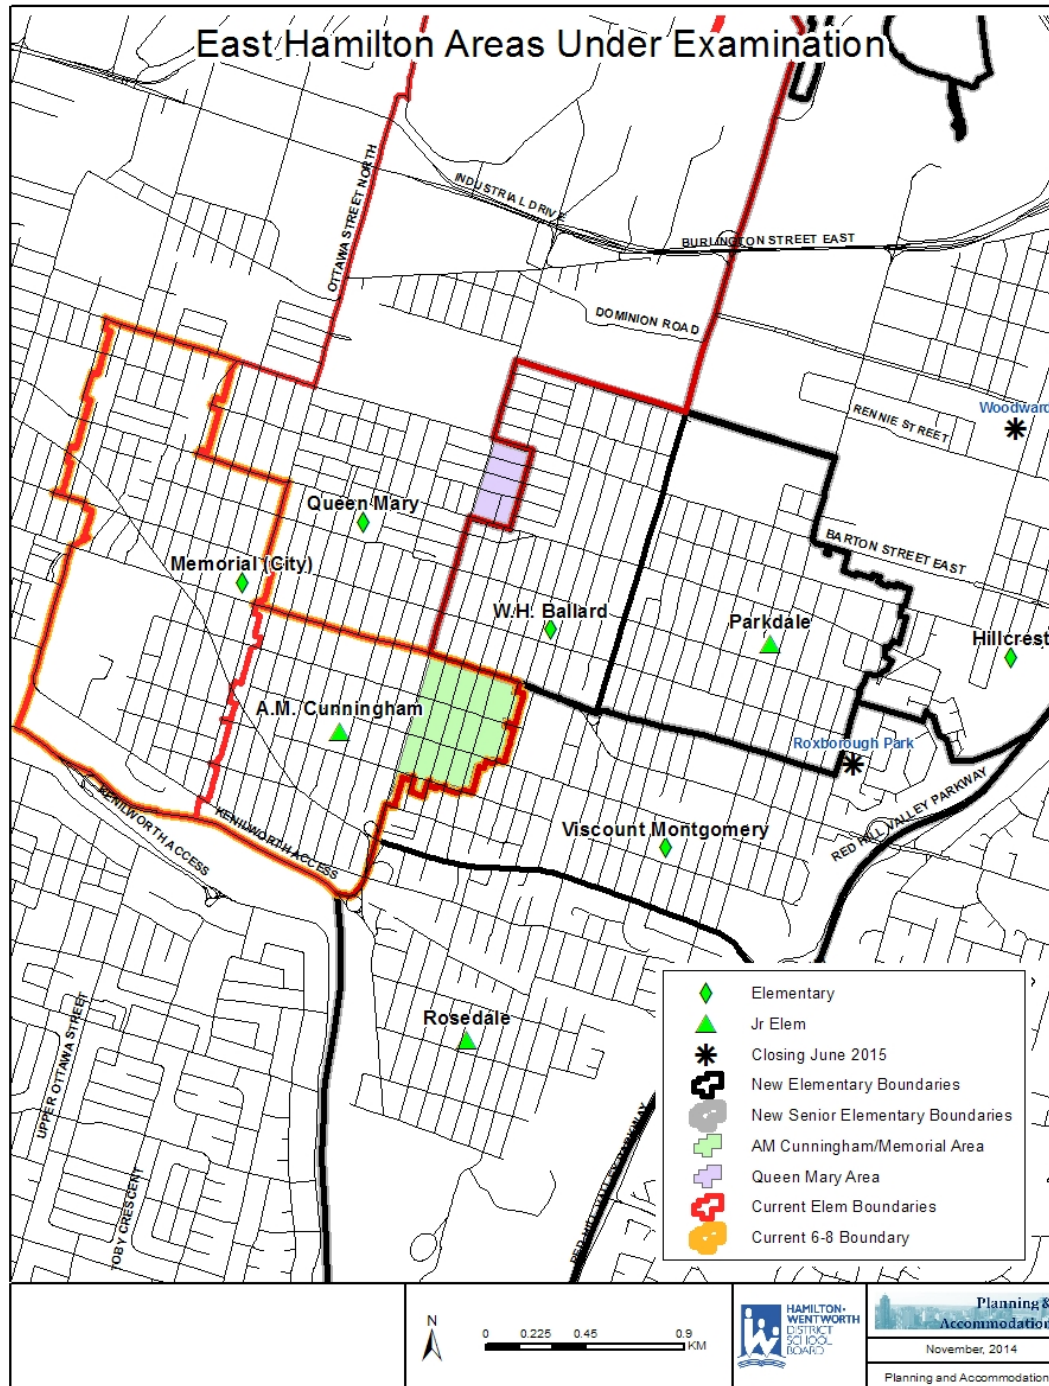 East Hamilton Areas Under Examination
OTTAWA STREET NORTH
INDUSTRIAL DRIVE
BURLINGTON STREET EAST
DOMINION ROAD
RENNIE STREET
Woodward
Queen Mary
BARTON STREET EAST
Memorial (City)
W.H. Ballard
Parkdale
Hillcrest
A.M. Cunningham
Roxborough Park
KENILWORTH ACCESS
KENILWORTH ACCESS
Viscount Montgomery
RED HILL VALLEY PARKWAY
UPPER OTTAWA STREET
Rosedale
TOBY CRESCENT
RED HILL VALLEY PARKWAY
Elementary
Jr Elem
Closing June 2015
New Elementary Boundaries
New Senior Elementary Boundaries
AM Cunningham/Memorial Area
Queen Mary Area
Current Elem Boundaries
Current 6-8 Boundary
N
0 0.225 0.45 0.9
KM
HAMILTON-
WENTWORTH
DISTRICT
SCHOOL
BOARD
Planning &
Accommodation
November, 2014
Planning and Accommodation